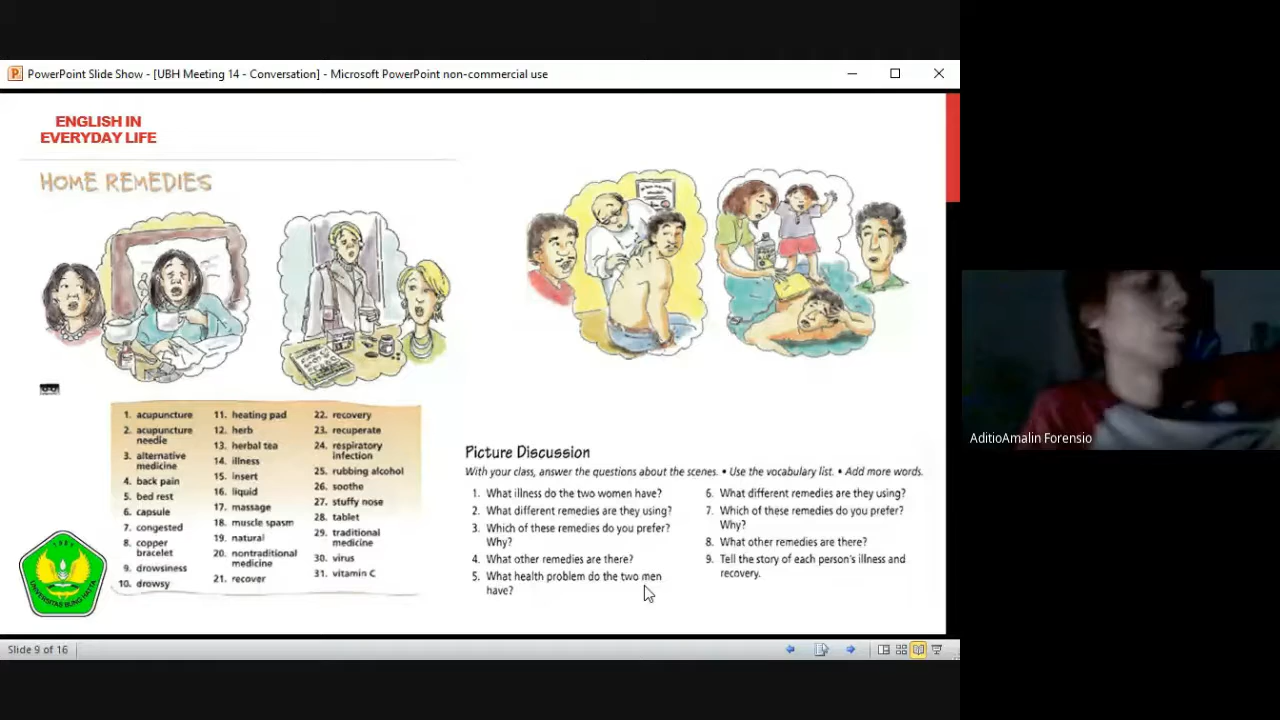 PowerPoint Slide Show - [UBH Meeting 14 - Conversation] - Microsoft PowerPoint non-commercial use
ENGLISH IN
EVERYDAY LIFE
HOME REMEDIES
1. acupuncture
2. acupuncture
needle
3. alternative
medicine
4. back pain
5. bed rest
6. capsule
7. congested
8. copper
bracelet
9. drowsiness
10. drowsy
11. heating pad
12. herb
13. herbal tea
14. illness
15. insert
16. liquid
17. massage
18. muscle spasm
19. natural
20. nontraditional
medicine
21. recover
22. recovery
23. recuperate
24. respiratory
infection
25. rubbing alcohol
26. soothe
27. stuffy nose
28. tablet
29. traditional
medicine
30. virus
31. vitamin C
UNIVERSITAS BUNG HATTA
Picture Discussion
With your class, answer the questions about the scenes. • Use the vocabulary list. • Add more words.
1. What illness do the two women have?
2. What different remedies are they using?
3. Which of these remedies do you prefer?
Why?
4. What other remedies are there?
5. What health problem do the two men
have?
6. What different remedies are they using?
7. Which of these remedies do you prefer?
Why?
8. What other remedies are there?
9. Tell the story of each person's illness and
recovery.
Slide 9 of 16
AditioAmalin Forensio